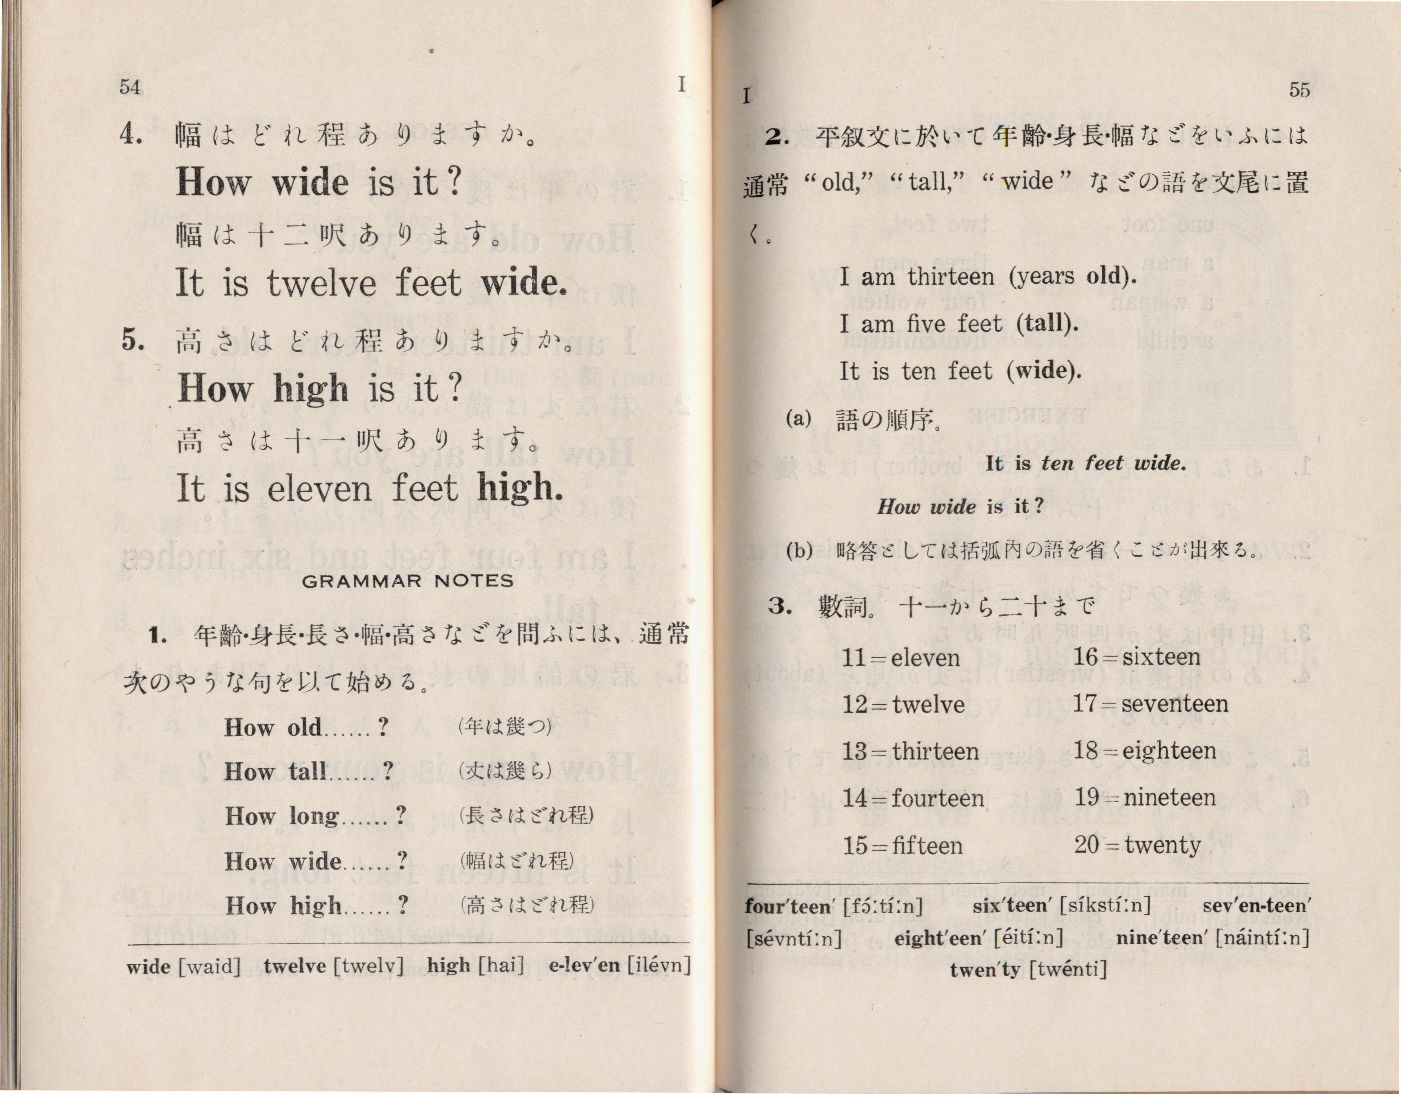 54
I
4. 幅はどれ程ありますか。
How wide is it?
幅は十二呎あります。
It is twelve feet wide.
5. 高さはどれ程ありますか。
How high is it?
高さは十一呎あります。
It is eleven feet high.
GRAMMAR NOTES
1. 年齡·身長·長さ·幅·高さなどを問ふには、通常
次のやうな句を以て始める。
How old......? (年は幾つ)
How tall......? (丈は幾ら)
How long......? (長さはどれ程)
How wide......? (幅はどれ程)
How high......? (高さはどれ程)
wide [waid] twelve [twelv] high [hai] e-lev′en [ilévn]
I
55
2. 平叙文に於いて年齡·身長·幅などをいふには
通常 “old,” “tall,” “wide” などの語を文尾に置
く。
I am thirteen (years old).
I am five feet (tall).
It is ten feet (wide).
(a) 語の順序。
It is ten feet wide.
How wide is it?
(b) 略答としては括弧內の語を省くことが出來る。
3. 數詞。 十一から二十まで
11=eleven 16=sixteen
12=twelve 17=seventeen
13=thirteen 18=eighteen
14=fourteen 19=nineteen
15=fifteen 20=twenty
four′teen′ [fɔ́ːtíːn] six′teen′ [síkstíːn] sev′en-teen′
[sévntíːn] eight′een′ [éitíːn] nine′teen′ [náintíːn]
twen′ty [twénti]